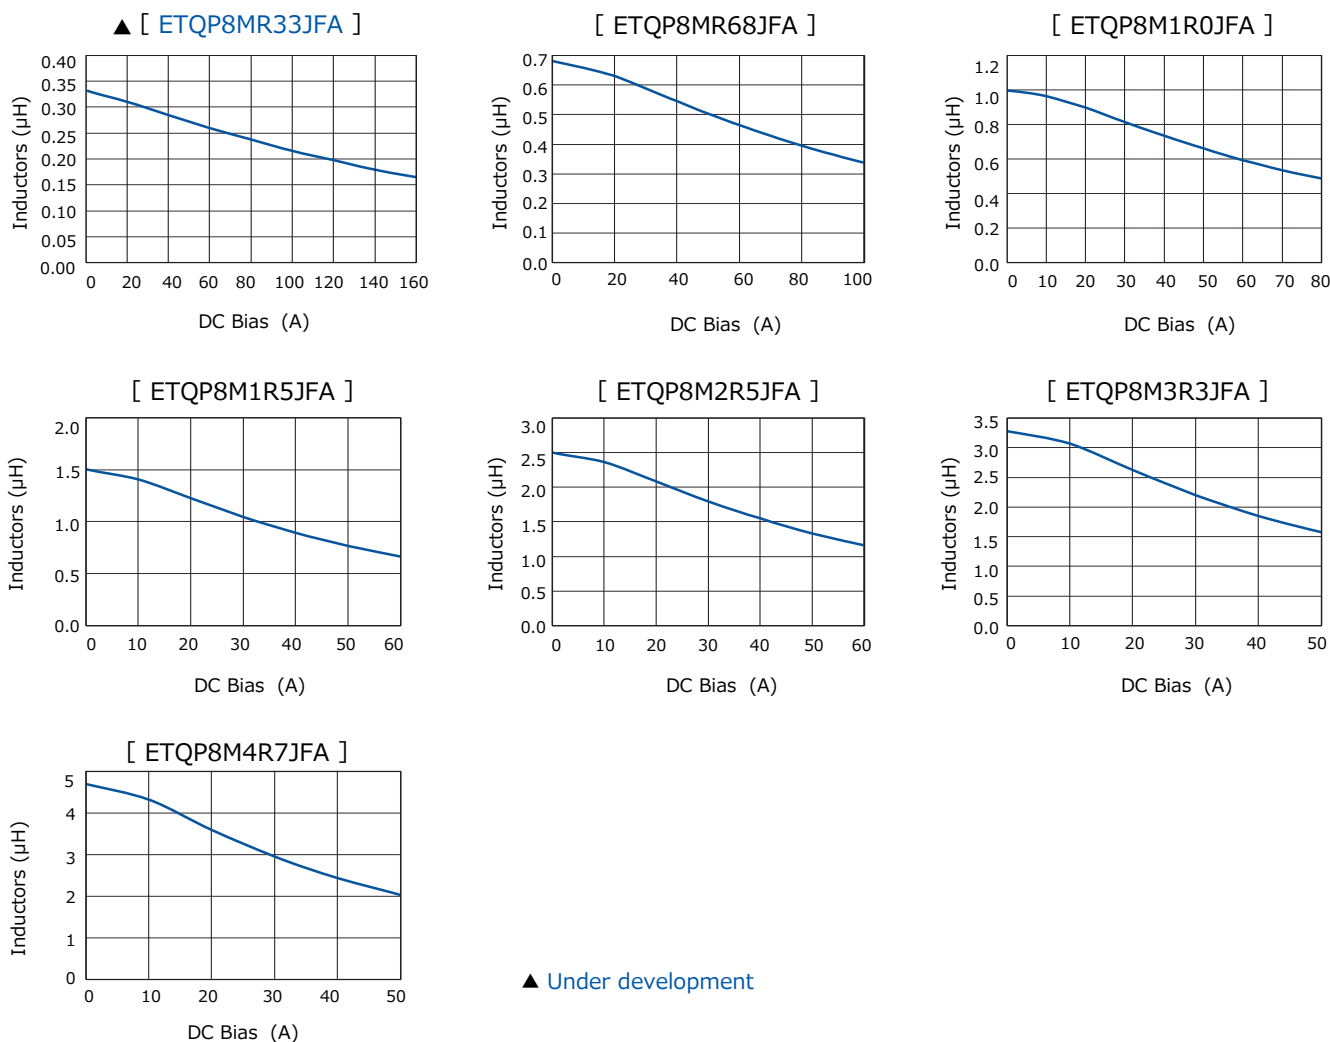 ▲ [ ETQP8MR33JFA ]
0.40
0.35
0.30
0.25
0.20
0.15
0.10
0.05
0.00
Inductors (μH)
0 20 40 60 80 100 120 140 160
DC Bias (A)
[ ETQP8MR68JFA ]
0.7
0.6
0.5
0.4
0.3
0.2
0.1
0.0
Inductors (μH)
0 20 40 60 80 100
DC Bias (A)
[ ETQP8M1R0JFA ]
1.2
1.0
0.8
0.6
0.4
0.2
0.0
Inductors (μH)
0 10 20 30 40 50 60 70 80
DC Bias (A)
[ ETQP8M1R5JFA ]
2.0
1.5
1.0
0.5
0.0
Inductors (μH)
0 10 20 30 40 50 60
DC Bias (A)
[ ETQP8M2R5JFA ]
3.0
2.5
2.0
1.5
1.0
0.5
0.0
Inductors (μH)
0 10 20 30 40 50 60
DC Bias (A)
[ ETQP8M3R3JFA ]
3.5
3.0
2.5
2.0
1.5
1.0
0.5
0.0
Inductors (μH)
0 10 20 30 40 50
DC Bias (A)
[ ETQP8M4R7JFA ]
5
4
3
2
1
0
Inductors (μH)
0 10 20 30 40 50
DC Bias (A)
▲ Under development